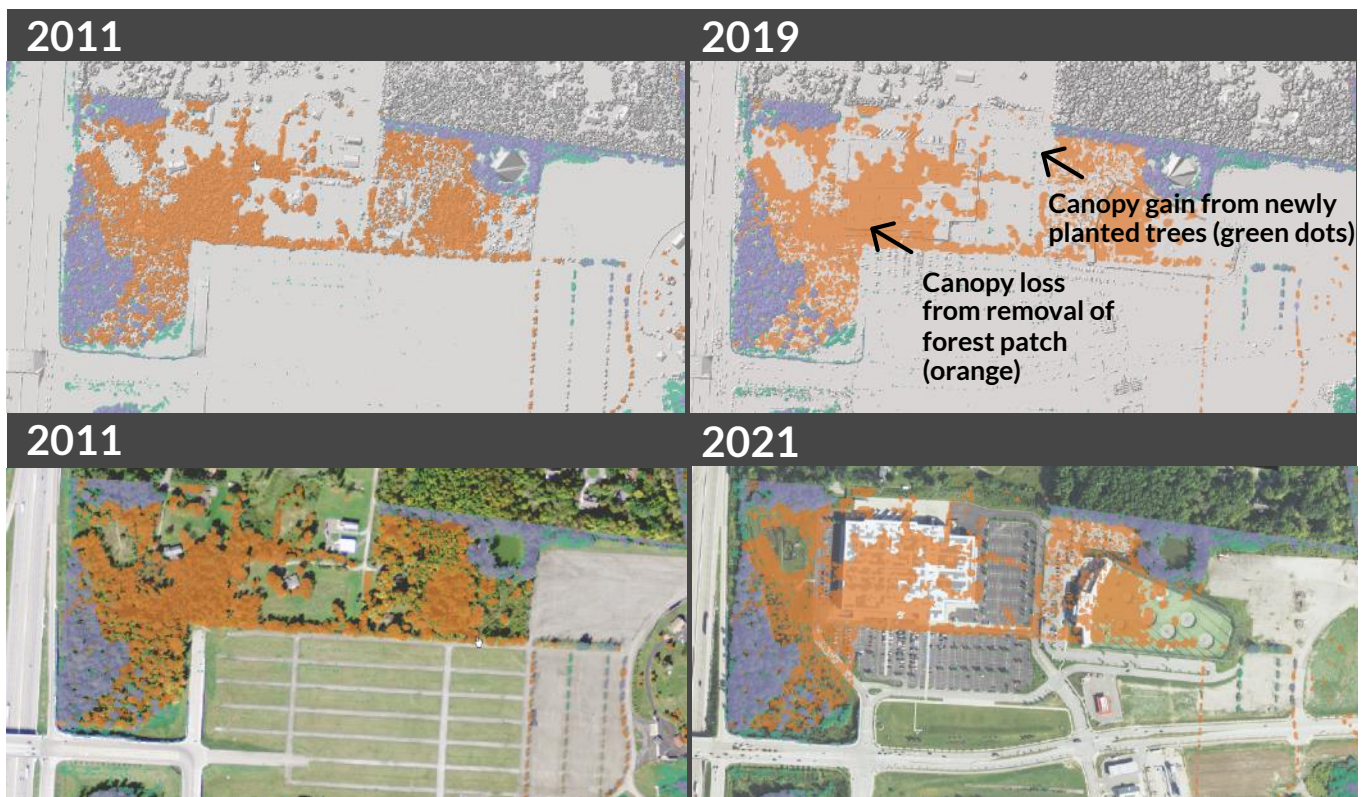 2011
2019
Canopy gain from newly
planted trees (green dots)
Canopy loss
from removal of
forest patch
(orange)
2011
2021